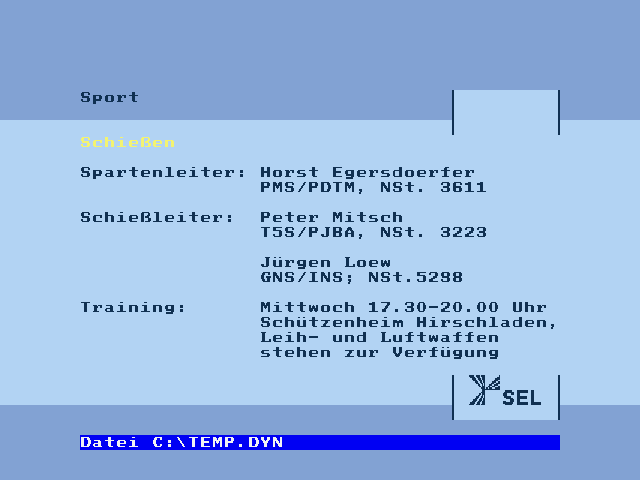 Sport
Schießen
Spartenleiter: Horst Egersdoerfer
PMS/PDTM, NSt. 3611
Schießleiter: Peter Mitsch
T5S/PJBA, NSt. 3223
Jürgen Loew
GNS/INS; NSt.5288
Training: Mittwoch 17.30-20.00 Uhr
Schützenheim Hirschladen,
Leih- und Luftwaffen
stehen zur Verfügung
SEL
Datei C:\TEMP.DYN